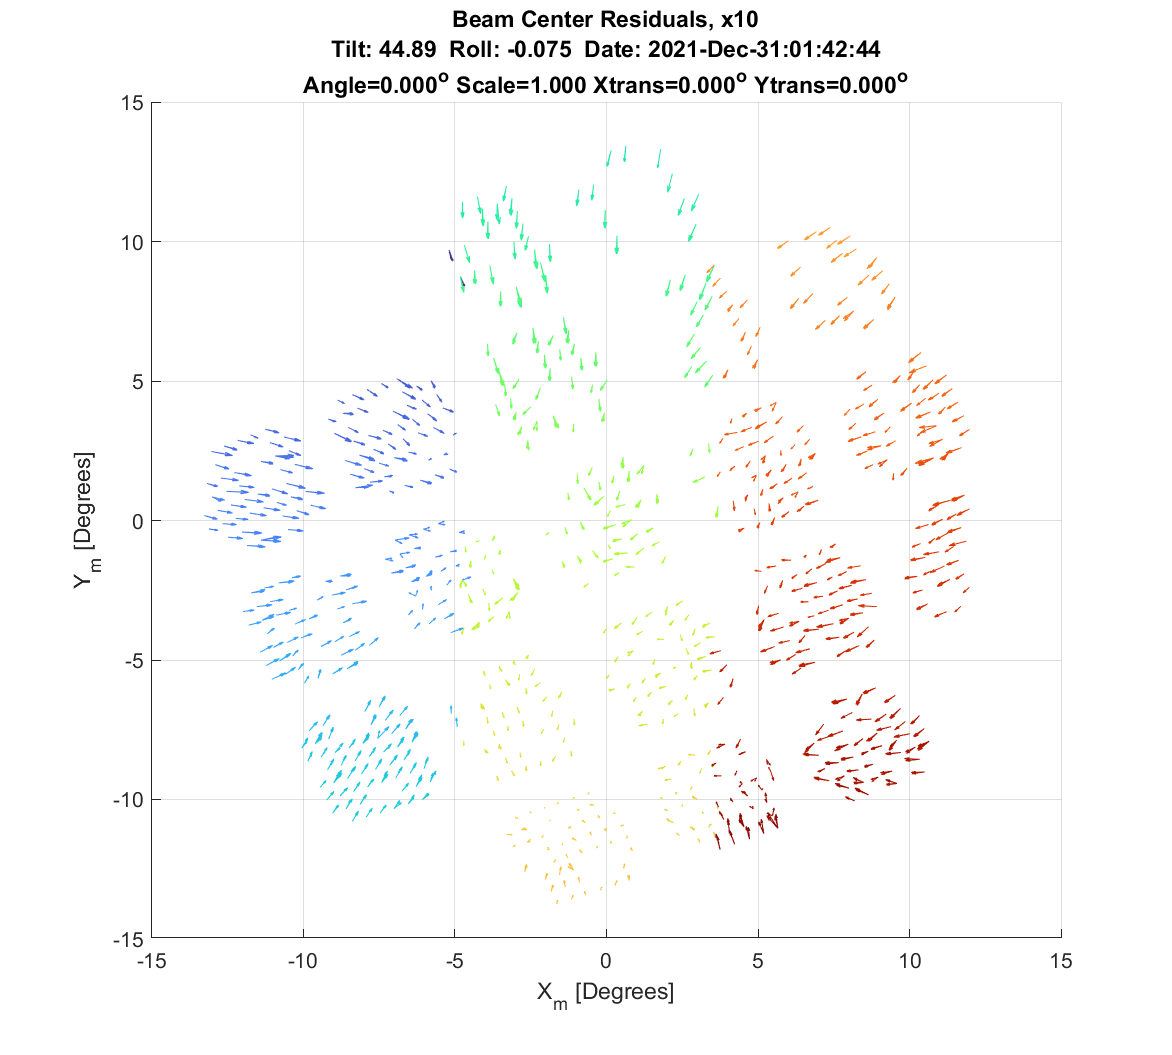 Beam Center Residuals, x10
Tilt: 44.89 Roll: -0.075 Date: 2021-Dec-31:01:42:44
Angle=0.000° Scale=1.000 Xtrans=0.000° Ytrans=0.000°
15
10
5
0
-5
-10
-15
Y_m [Degrees]
-15 -10 -5 0 5 10 15
X_m [Degrees]